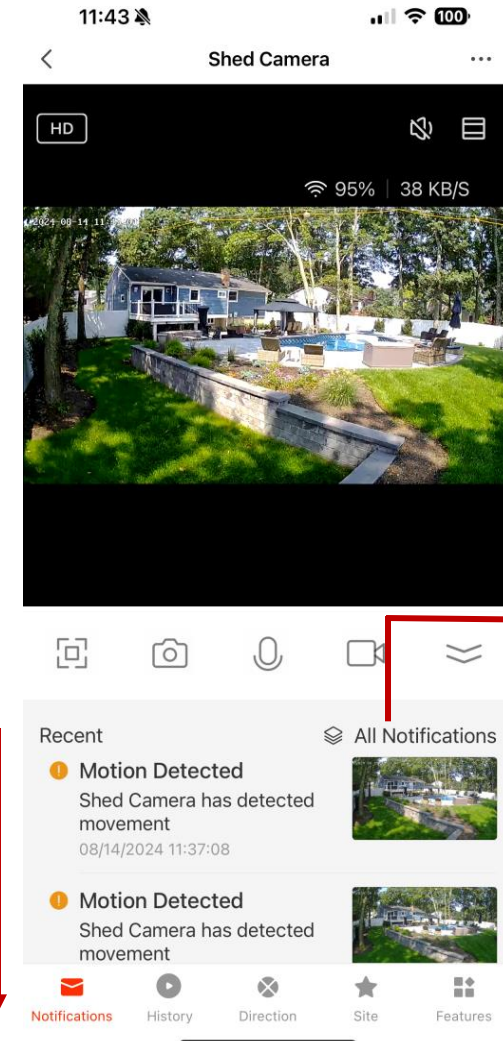 11:43
100
Shed Camera
HD
95% | 38 KB/S
Recent
All Notifications
Motion Detected
Shed Camera has detected
movement
08/14/2024 11:37:08
Motion Detected
Shed Camera has detected
movement
Notifications
History
Direction
Site
Features